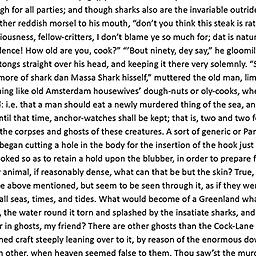 gh for all parties; and though sharks also are the invariable outride
ther reddish morsel to his mouth, “don’t you think this steak is rat
iousness, fellow-critters, I don’t blame ye so much for; dat is natur
lence! How old are you, cook?” “’Bout ninety, dey say,” he gloomil
tongs straight over his head, and keeping it there very solemnly. “S
more of shark dan Massa Shark hisself,” muttered the old man, lim
ning like old Amsterdam housewives’ dough-nuts or oly-cooks, whe
: i.e. that a man should eat a newly murdered thing of the sea, an
until that time, anchor-watches shall be kept; that is, two and two f
the corpses and ghosts of these creatures. A sort of generic or Par
began cutting a hole in the body for the insertion of the hook just
ooked so as to retain a hold upon the blubber, in order to prepare f
animal, if reasonably dense, what can that be but the skin? True,
e above mentioned, but seem to be seen through it, as if they wer
all seas, times, and tides. What would become of a Greenland wha
, the water round it torn and splashed by the insatiate sharks, and
r in ghosts, my friend? There are other ghosts than the Cock-Lane
ned craft steeply leaning over to it, by reason of the enormous dow
h other, when heaven seemed false to them. Thou saw’st the murd